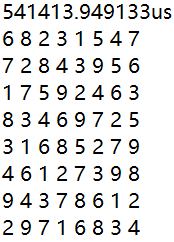 541413.949133us
6 8 2 3 1 5 4 7
7 2 8 4 3 9 5 6
1 7 5 9 2 4 6 3
8 3 4 6 9 7 2 5
3 1 6 8 5 2 7 9
4 6 1 2 7 3 9 8
9 4 3 7 8 6 1 2
2 9 7 1 6 8 3 4